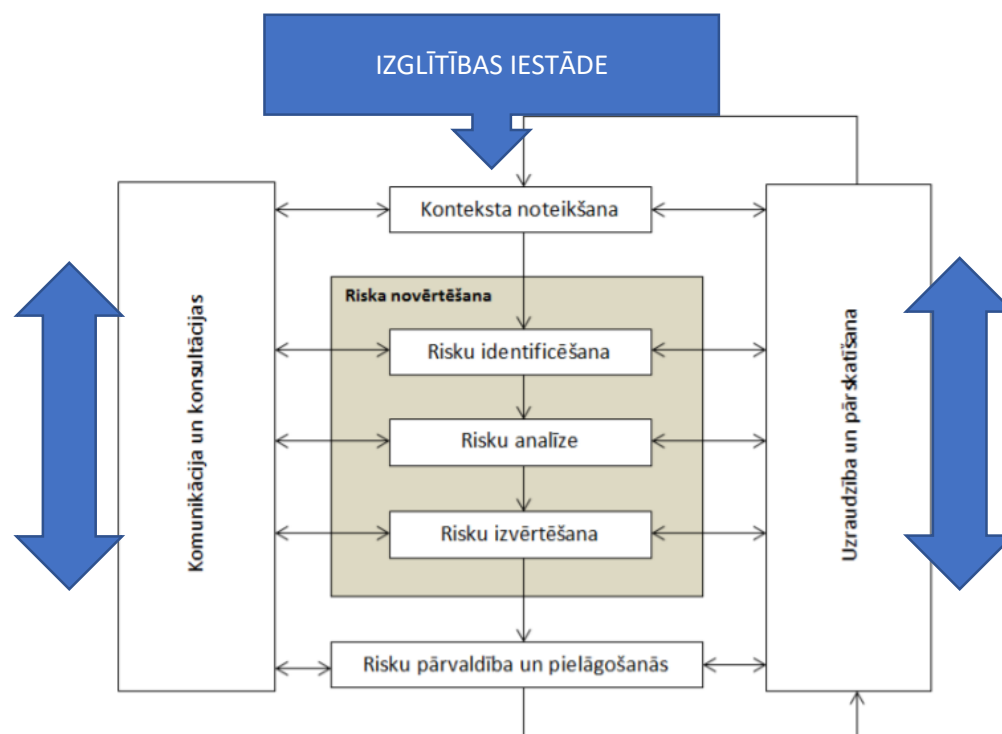 IZGLĪTĪBAS IESTĀDE
Konteksta noteikšana
Komunikācija un konsultācijas
Riska novērtēšana
Risku identificēšana
Risku analīze
Risku izvērtēšana
Uzraudzība un pārskatīšana
Risku pārvaldība un pielāgošanās